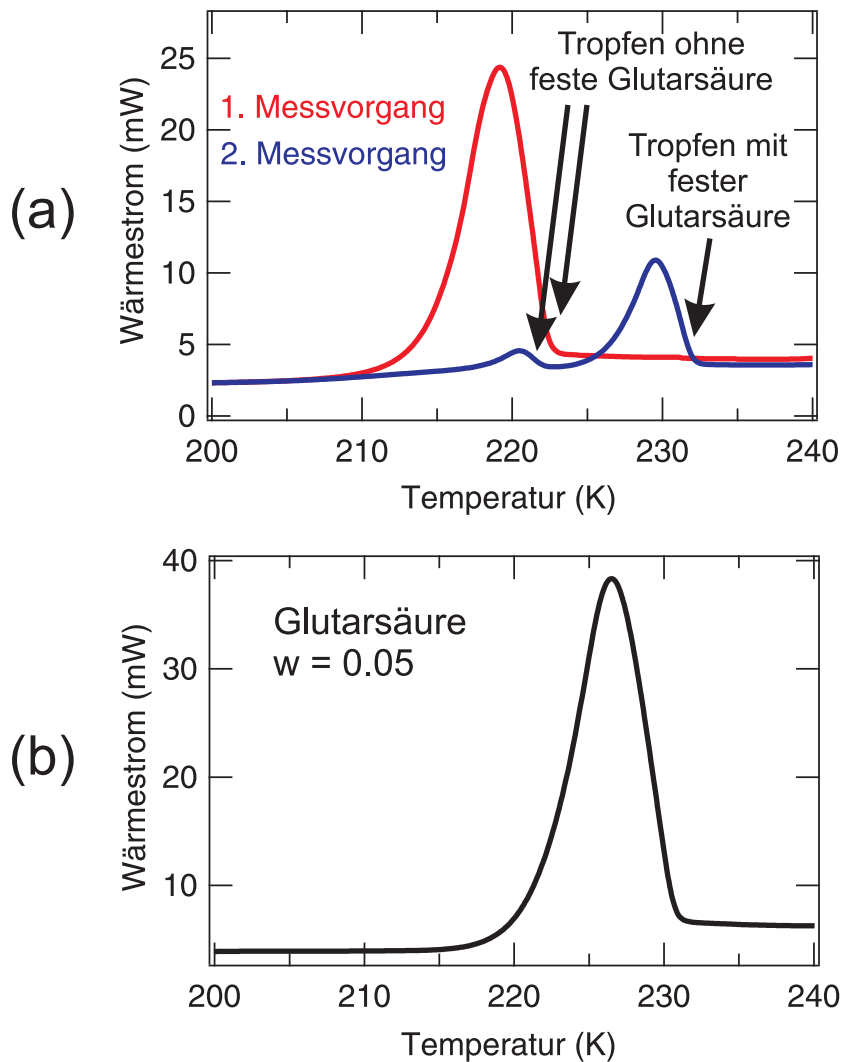 (a)
Wärmestrom (mW)
25
20
15
10
5
0
1. Messvorgang
2. Messvorgang
Tropfen ohne
feste Glutarsäure
Tropfen mit
fester
Glutarsäure
200
210
220
230
240
Temperatur (K)
(b)
Wärmestrom (mW)
40
30
20
10
Glutarsäure
w = 0.05
200
210
220
230
240
Temperatur (K)